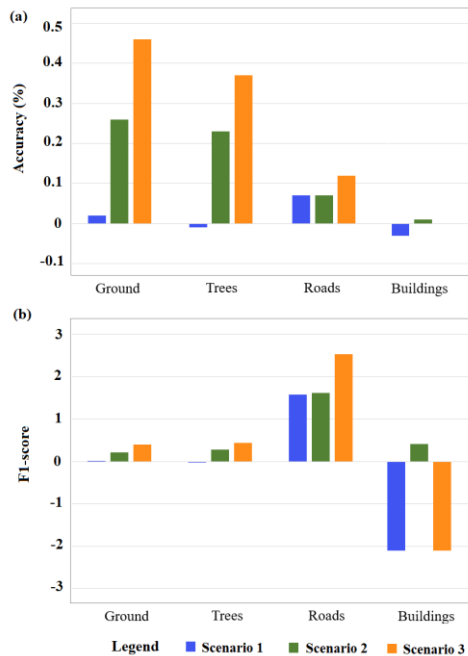 (a)
Accuracy (%)
0.5
0.4
0.3
0.2
0.1
0
-0.1
Ground Trees Roads Buildings
(b)
F1-score
3
2
1
0
-1
-2
-3
Ground Trees Roads Buildings
Legend Scenario 1 Scenario 2 Scenario 3